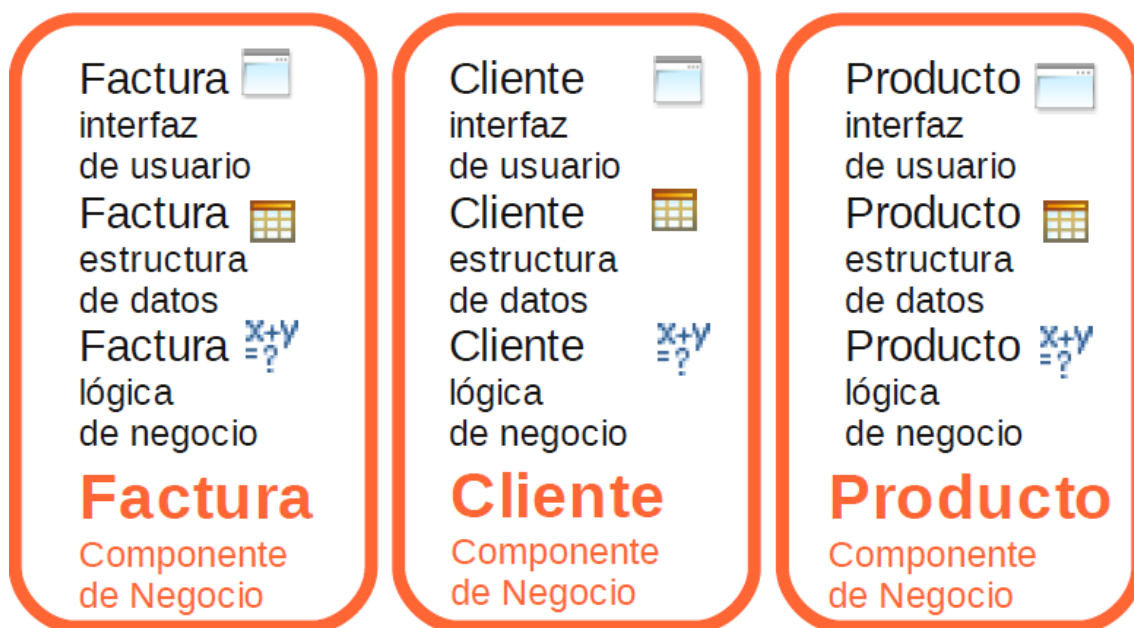 Factura
interfaz
de usuario
Factura
estructura
de datos
Factura
x+y
=?
lógica
de negocio
Factura
Componente
de Negocio
Cliente
interfaz
de usuario
Cliente
estructura
de datos
Cliente
x+y
=?
lógica
de negocio
Cliente
Componente
de Negocio
Producto
interfaz
de usuario
Producto
estructura
de datos
Producto
x+y
=?
lógica
de negocio
Producto
Componente
de Negocio